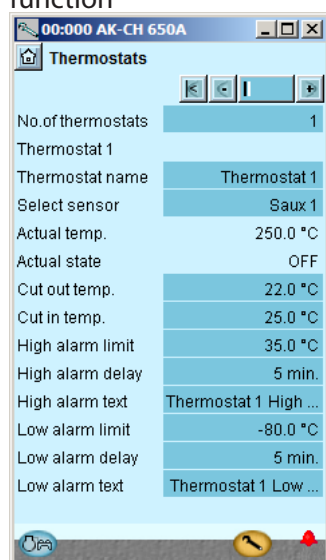 function
00:000 AK-CH 650A
Thermostats
No.of thermostats 1
Thermostat 1
Thermostat name Thermostat 1
Select sensor Saux 1
Actual temp. 250.0 °C
Actual state OFF
Cut out temp. 22.0 °C
Cut in temp. 25.0 °C
High alarm limit 35.0 °C
High alarm delay 5 min.
High alarm text Thermostat 1 High ...
Low alarm limit -80.0 °C
Low alarm delay 5 min.
Low alarm text Thermostat 1 Low ...